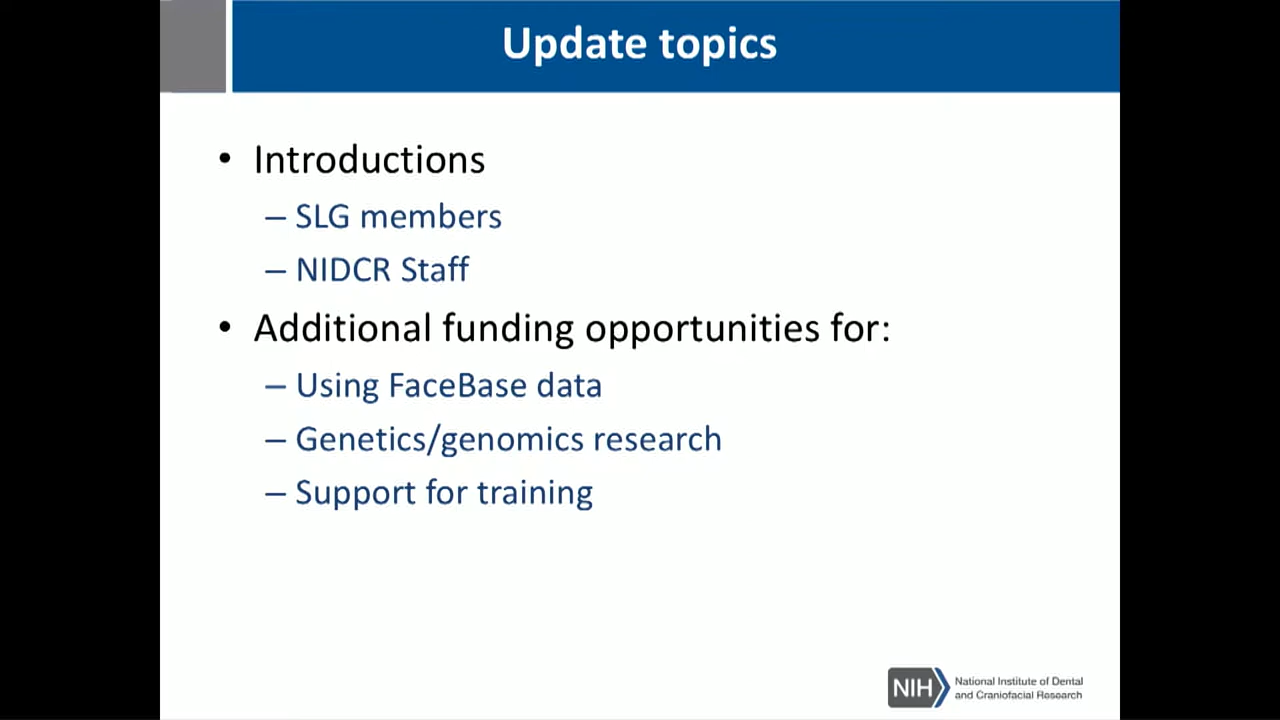 Update topics
• Introductions
– SLG members
– NIDCR Staff
• Additional funding opportunities for:
– Using FaceBase data
– Genetics/genomics research
– Support for training
NIH National Institute of Dental
and Craniofacial Research